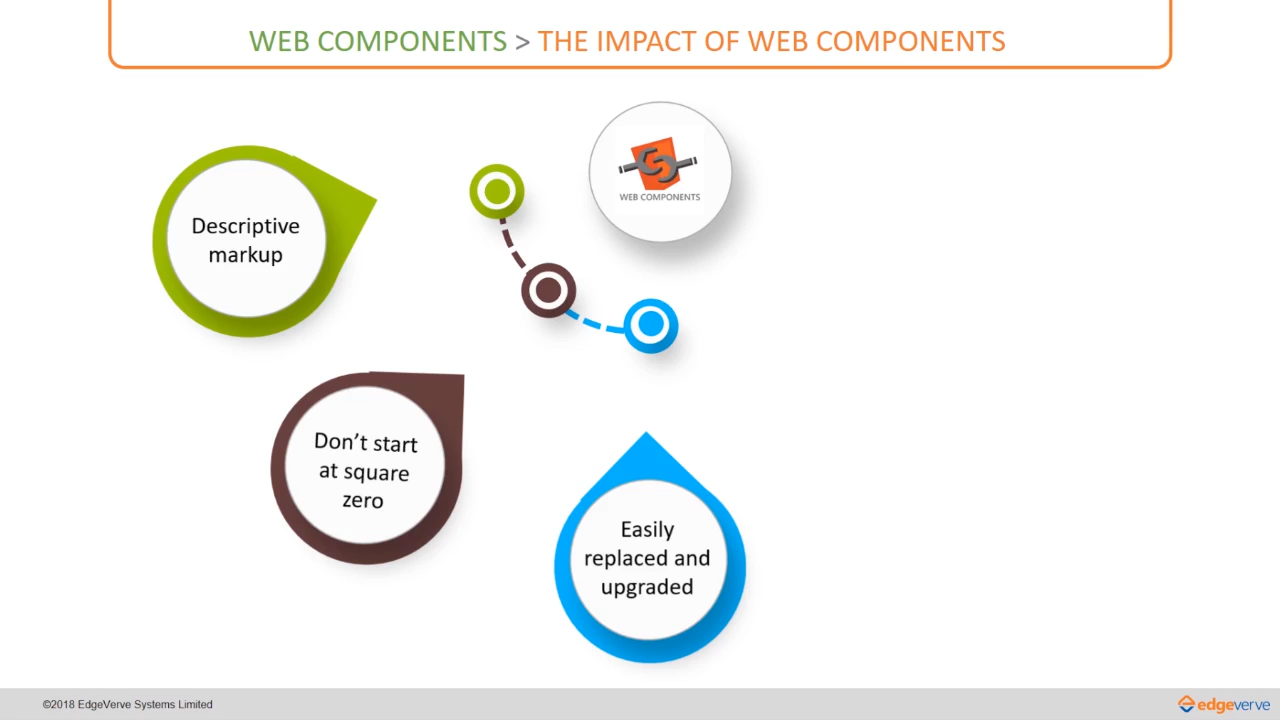 WEB COMPONENTS > THE IMPACT OF WEB COMPONENTS
WEB COMPONENTS
Descriptive
markup
Don’t start
at square
zero
Easily
replaced and
upgraded
©2018 EdgeVerve Systems Limited
edgeverve